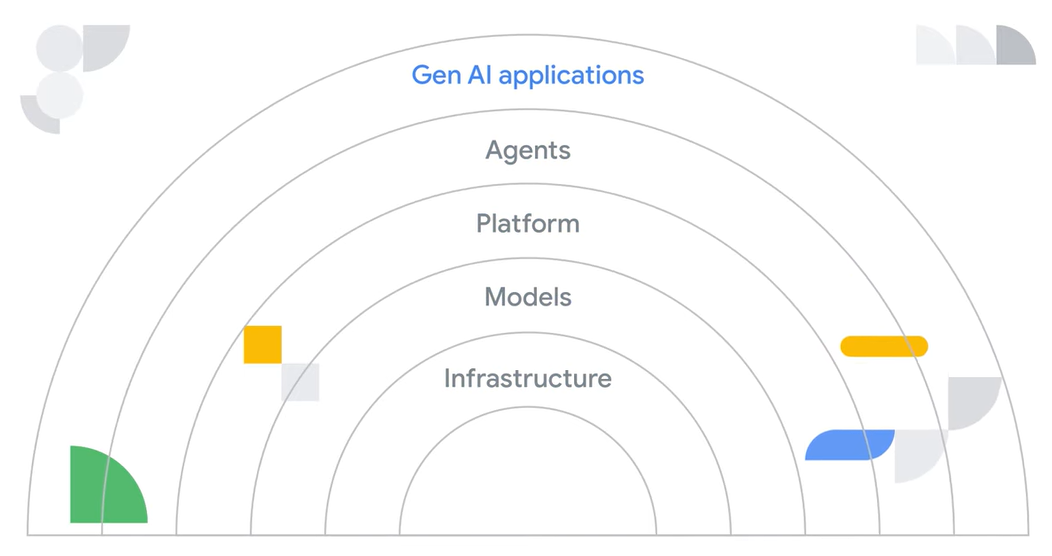 Gen AI applications
Agents
Platform
Models
Infrastructure